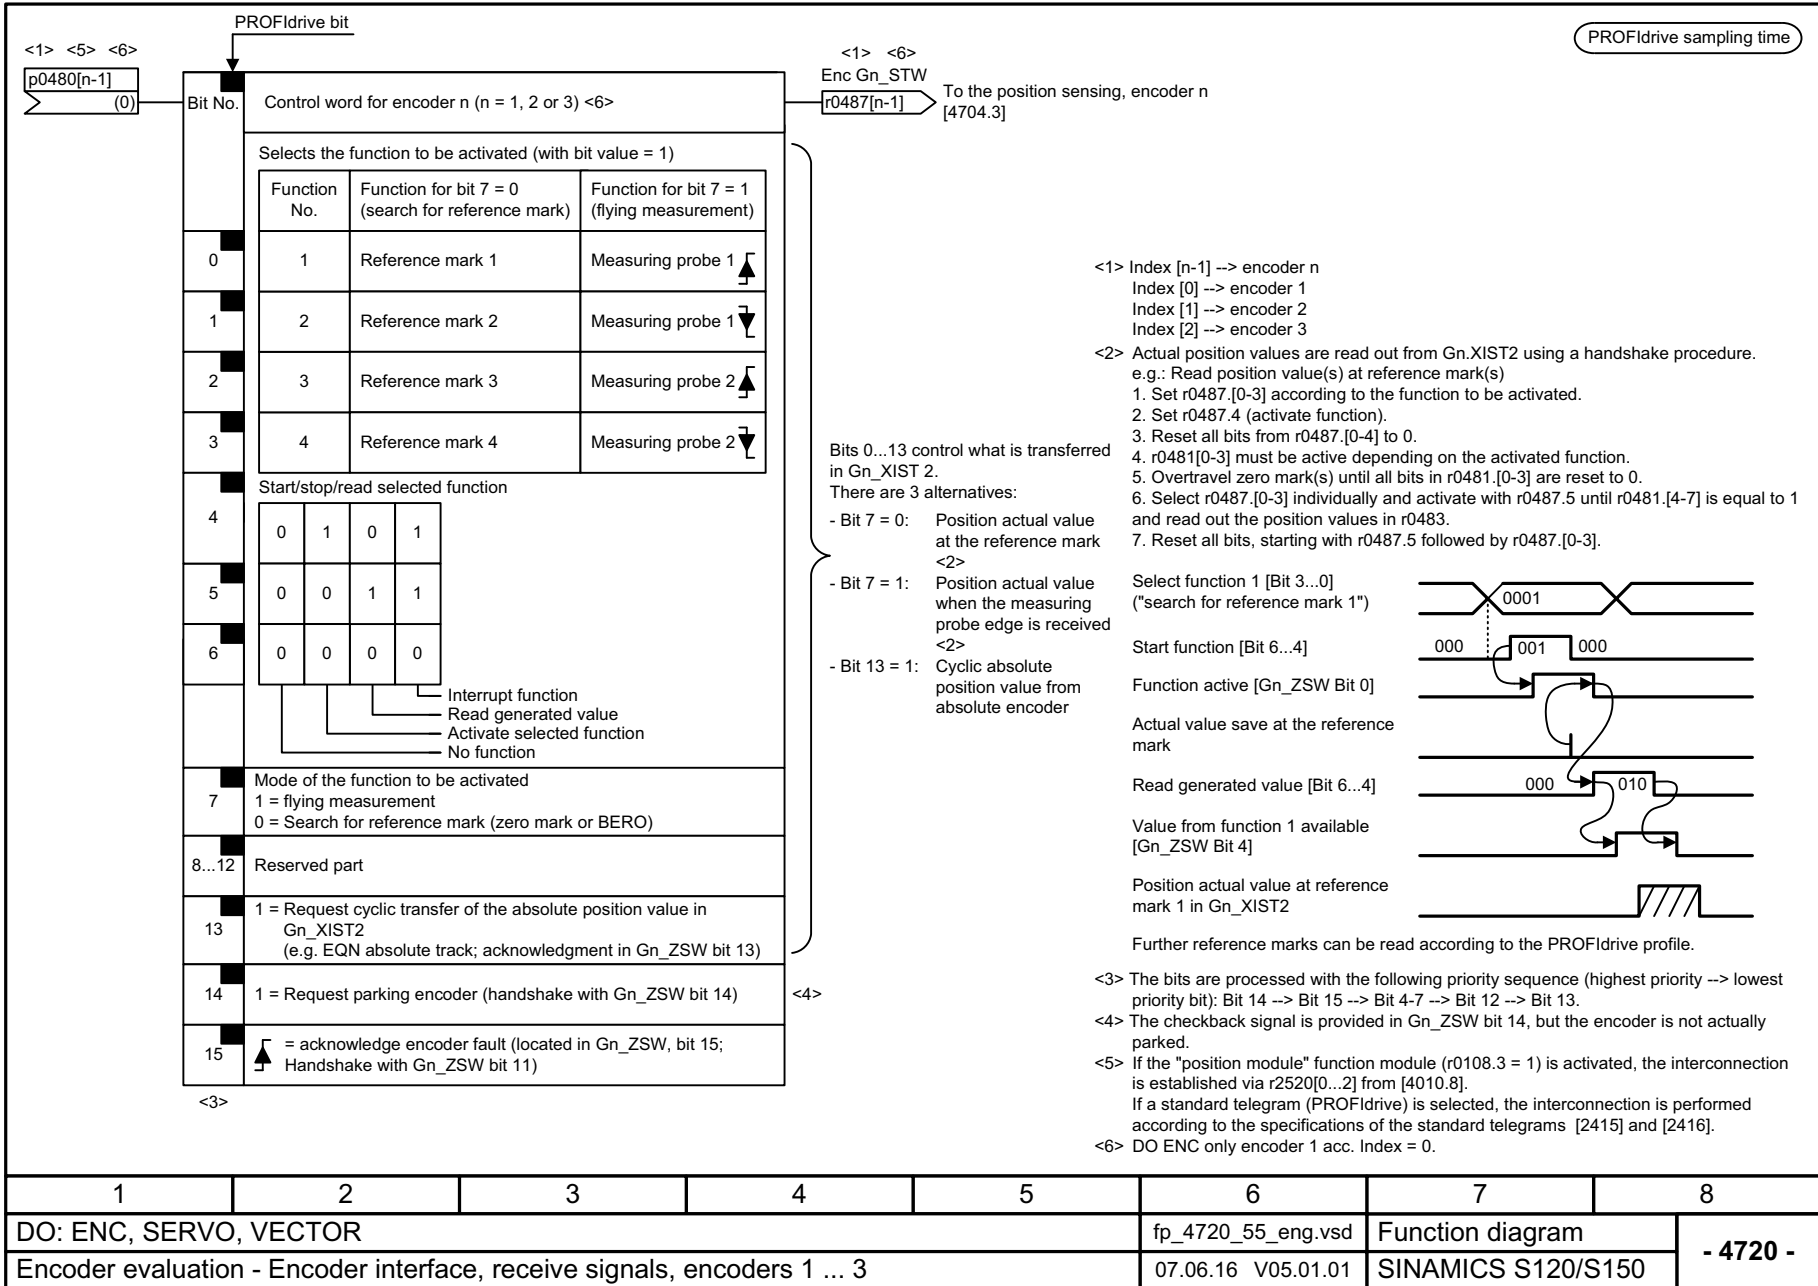 PROFIdrive bit
PROFIdrive sampling time
<1> <5> <6>
p0480[n-1]
(0)
<1> <6>
Enc Gn_STW
r0487[n-1]
To the position sensing, encoder n
[4704.3]
Bit No.
Control word for encoder n (n = 1, 2 or 3) <6>
Selects the function to be activated (with bit value = 1)
Function No.
Function for bit 7 = 0
(search for reference mark)
Function for bit 7 = 1
(flying measurement)
0 1 Reference mark 1 Measuring probe 1
1 2 Reference mark 2 Measuring probe 1
2 3 Reference mark 3 Measuring probe 2
3 4 Reference mark 4 Measuring probe 2
Start/stop/read selected function
4 0 1 0 1
5 0 0 1 1
6 0 0 0 0
Interrupt function
Read generated value
Activate selected function
No function
7
Mode of the function to be activated
1 = flying measurement
0 = Search for reference mark (zero mark or BERO)
8...12 Reserved part
13
1 = Request cyclic transfer of the absolute position value in
Gn_XIST2
(e.g. EQN absolute track; acknowledgment in Gn_ZSW bit 13)
14 1 = Request parking encoder (handshake with Gn_ZSW bit 14) <4>
15
= acknowledge encoder fault (located in Gn_ZSW, bit 15;
Handshake with Gn_ZSW bit 11)
<3>
Bits 0...13 control what is transferred
in Gn_XIST 2.
There are 3 alternatives:
- Bit 7 = 0: Position actual value
at the reference mark
<2>
- Bit 7 = 1: Position actual value
when the measuring
probe edge is received
<2>
- Bit 13 = 1: Cyclic absolute
position value from
absolute encoder
<1> Index [n-1] --> encoder n
Index [0] --> encoder 1
Index [1] --> encoder 2
Index [2] --> encoder 3
<2> Actual position values are read out from Gn.XIST2 using a handshake procedure.
e.g.: Read position value(s) at reference mark(s)
1. Set r0487.[0-3] according to the function to be activated.
2. Set r0487.4 (activate function).
3. Reset all bits from r0487.[0-4] to 0.
4. r0481[0-3] must be active depending on the activated function.
5. Overtravel zero mark(s) until all bits in r0481.[0-3] are reset to 0.
6. Select r0487.[0-3] individually and activate with r0487.5 until r0481.[4-7] is equal to 1
and read out the position values in r0483.
7. Reset all bits, starting with r0487.5 followed by r0487.[0-3].
Select function 1 [Bit 3...0]
("search for reference mark 1")
0001
Start function [Bit 6...4]
000 001 000
Function active [Gn_ZSW Bit 0]
Actual value save at the reference
mark
Read generated value [Bit 6...4]
000 010
Value from function 1 available
[Gn_ZSW Bit 4]
Position actual value at reference
mark 1 in Gn_XIST2
Further reference marks can be read according to the PROFIdrive profile.
<3> The bits are processed with the following priority sequence (highest priority --> lowest
priority bit): Bit 14 --> Bit 15 --> Bit 4-7 --> Bit 12 --> Bit 13.
<4> The checkback signal is provided in Gn_ZSW bit 14, but the encoder is not actually
parked.
<5> If the "position module" function module (r0108.3 = 1) is activated, the interconnection
is established via r2520[0...2] from [4010.8].
If a standard telegram (PROFIdrive) is selected, the interconnection is performed
according to the specifications of the standard telegrams [2415] and [2416].
<6> DO ENC only encoder 1 acc. Index = 0.
1 2 3 4 5 6 7 8
DO: ENC, SERVO, VECTOR
fp_4720_55_eng.vsd
Function diagram
- 4720 -
Encoder evaluation - Encoder interface, receive signals, encoders 1 ... 3
07.06.16 V05.01.01
SINAMICS S120/S150